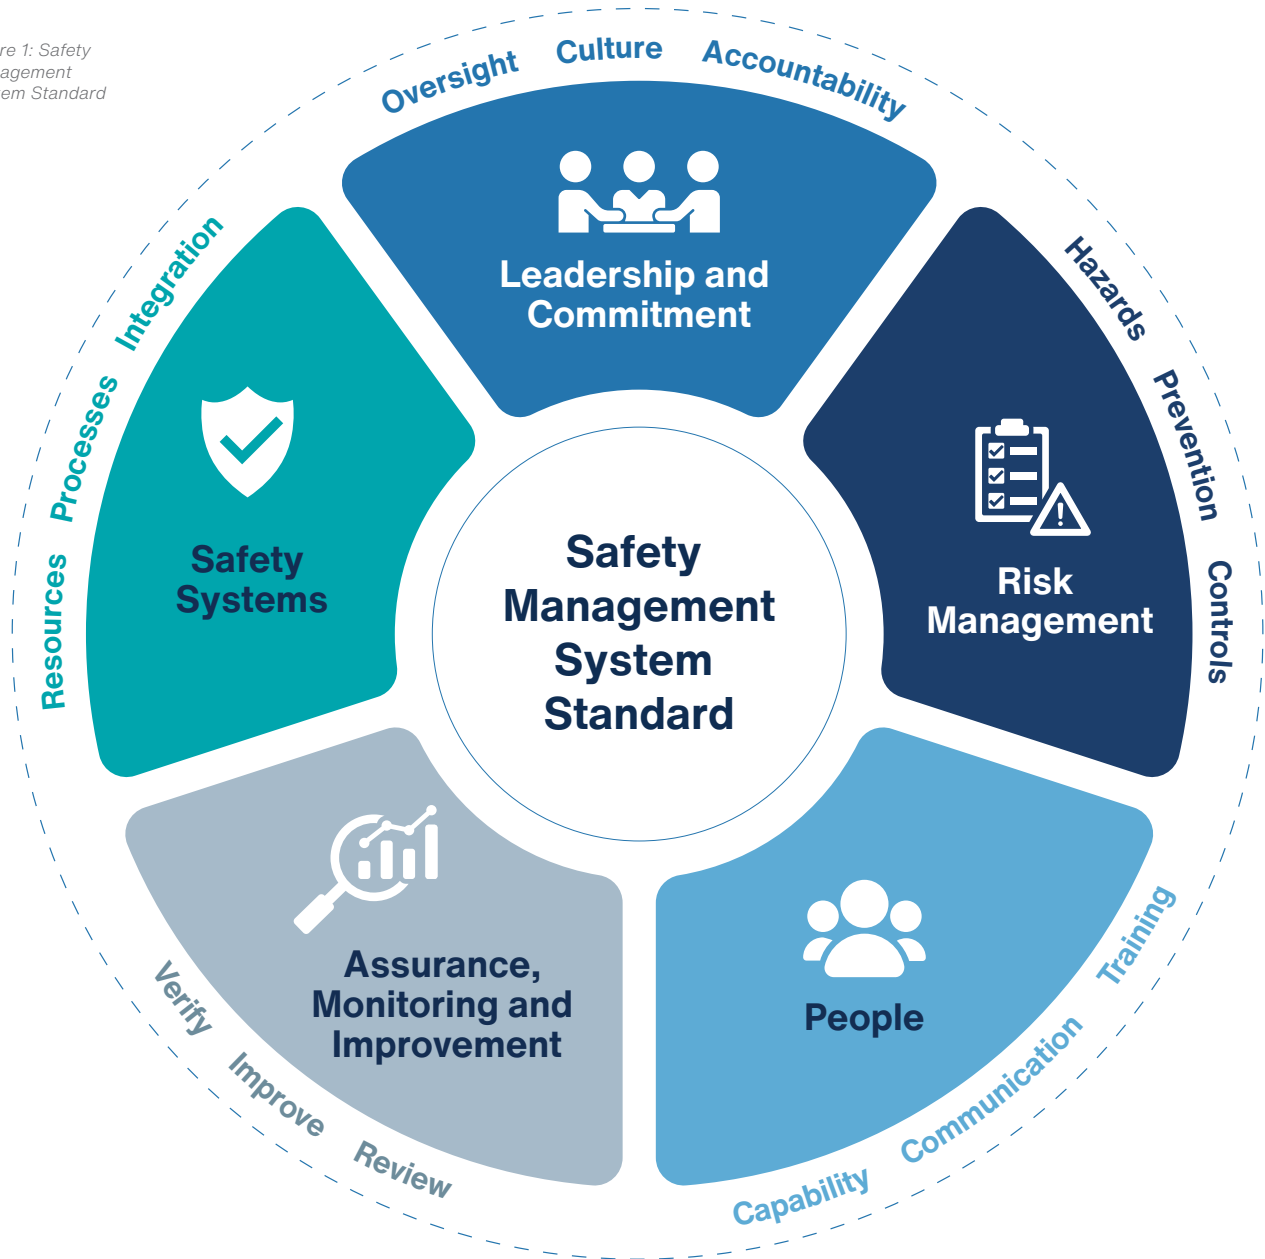 re 1: Safety
agement
em Standard
Oversight Culture Accountability
Leadership and
Commitment
Hazards Prevention Controls
Risk
Management
Training Communication Capability
People
Verify Improve Review
Assurance,
Monitoring and
Improvement
Resources Processes Integration
Safety
Systems
Safety
Management
System
Standard